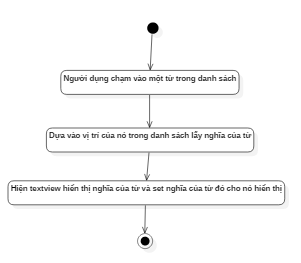 Người dụng chạm vào một từ trong danh sách
Dựa vào vị trí của nó trong danh sách lấy nghĩa của từ
Hiện textview hiển thị nghĩa của từ và set nghĩa của từ đó cho nó hiển thị